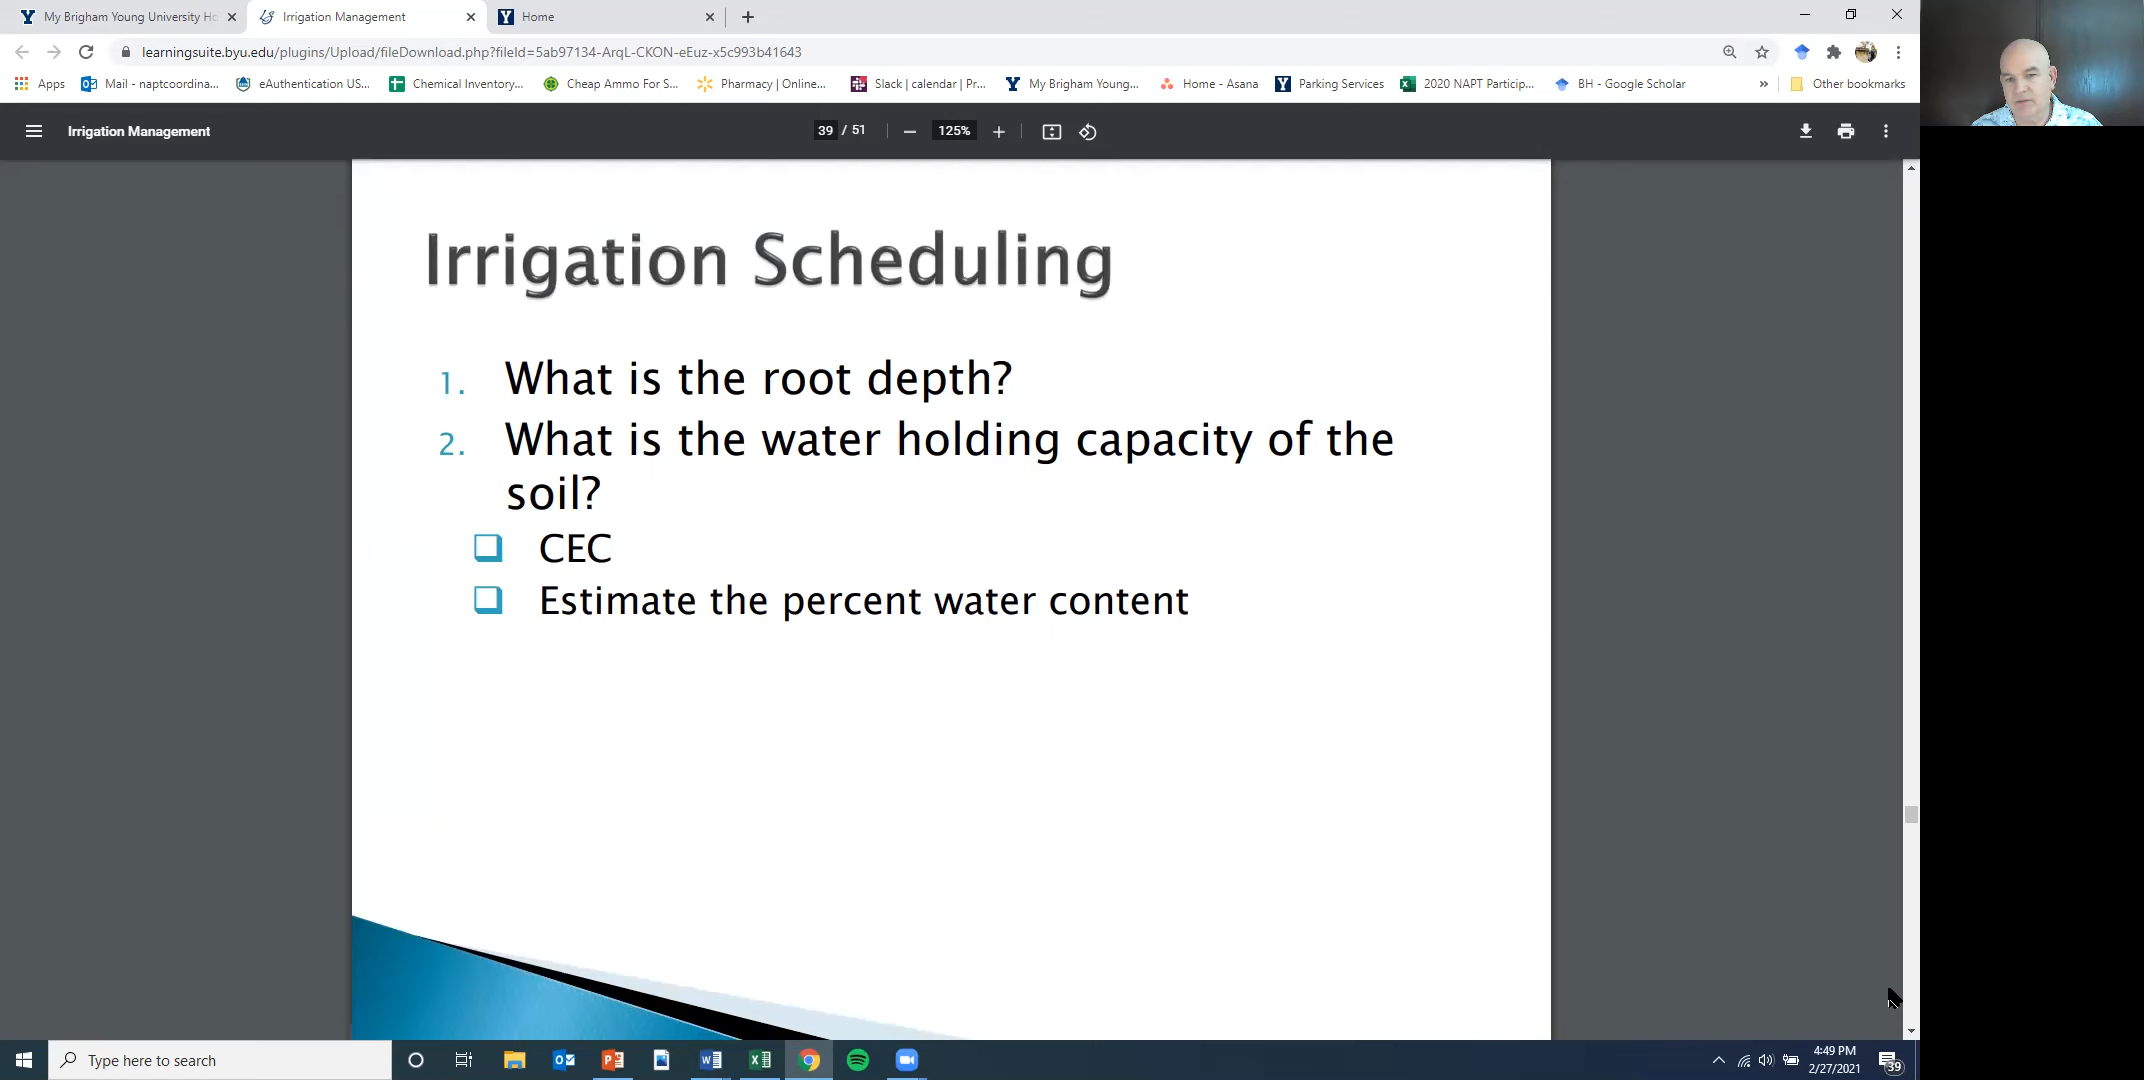 My Brigham Young University Ho
Irrigation Management
Home
learningsuite.byu.edu/plugins/Upload/fileDownload.php?fileId=5ab97134-ArqL-CKON-eEuz-x5c993b41643
Apps
Mail - naptcoordina...
eAuthentication US...
Chemical Inventory...
Cheap Ammo For S...
Pharmacy | Online...
Slack | calendar | Pr...
My Brigham Young...
Home - Asana
Parking Services
2020 NAPT Particip...
BH - Google Scholar
»
Other bookmarks
Irrigation Management
39 / 51
125%
Irrigation Scheduling
1. What is the root depth?
2. What is the water holding capacity of the
soil?
CEC
Estimate the percent water content
Type here to search
4:49 PM
2/27/2021
39